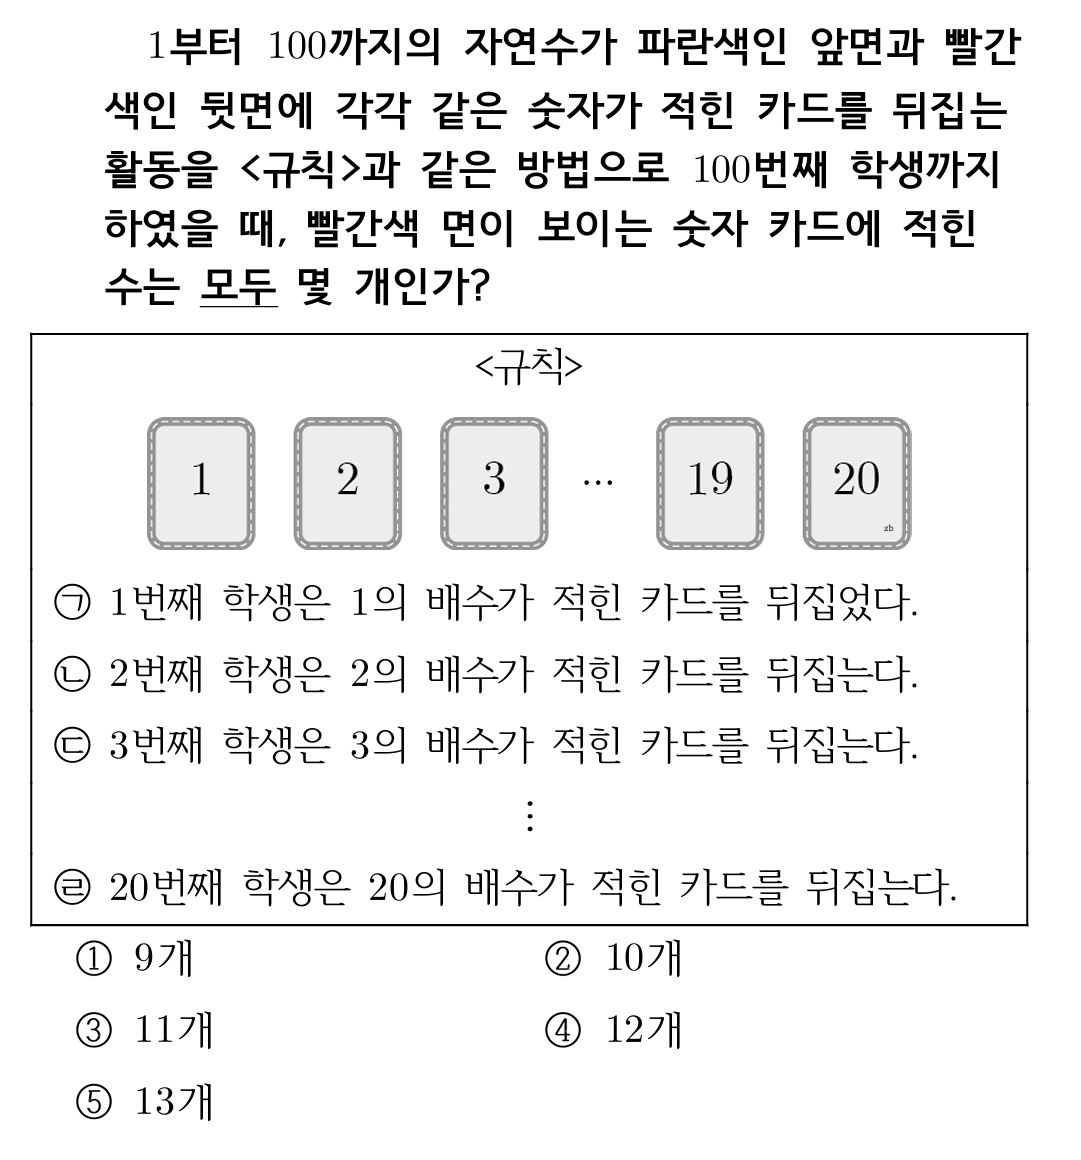 1부터 100까지의 자연수가 파란색인 앞면과 빨간
색인 뒷면에 각각 같은 숫자가 적힌 카드를 뒤집는
활동을 <규칙>과 같은 방법으로 100번째 학생까지
하였을 때, 빨간색 면이 보이는 숫자 카드에 적힌
수는 모두 몇 개인가?
<규칙>
1 2 3 ⋯ 19 20
zb
㉠ 1번째 학생은 1의 배수가 적힌 카드를 뒤집었다.
㉡ 2번째 학생은 2의 배수가 적힌 카드를 뒤집는다.
㉢ 3번째 학생은 3의 배수가 적힌 카드를 뒤집는다.
⋮
㉣ 20번째 학생은 20의 배수가 적힌 카드를 뒤집는다.
① 9개 ② 10개
③ 11개 ④ 12개
⑤ 13개